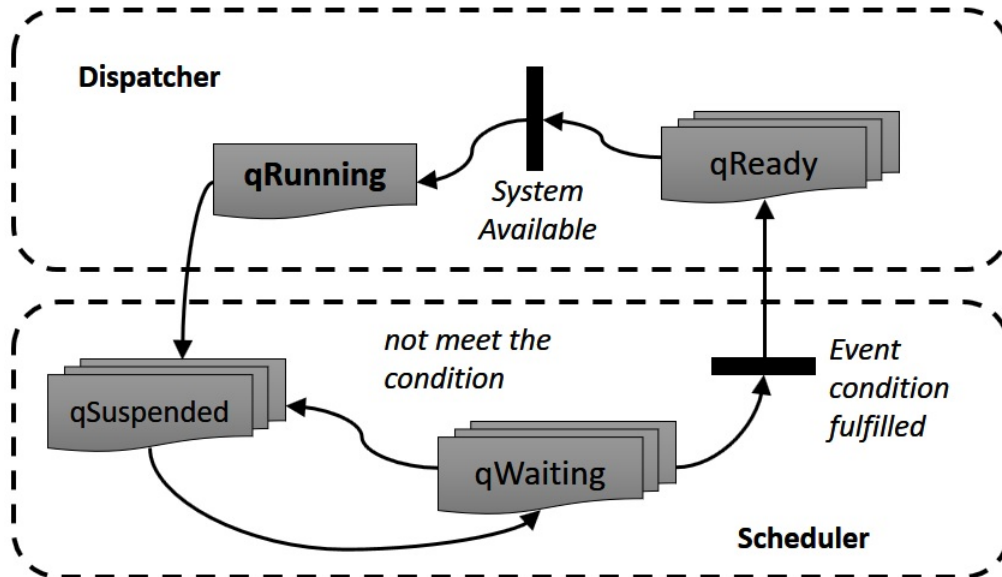 Dispatcher
qRunning
System
Available
qReady
not meet the
condition
Event
condition
fulfilled
qSuspended
qWaiting
Scheduler